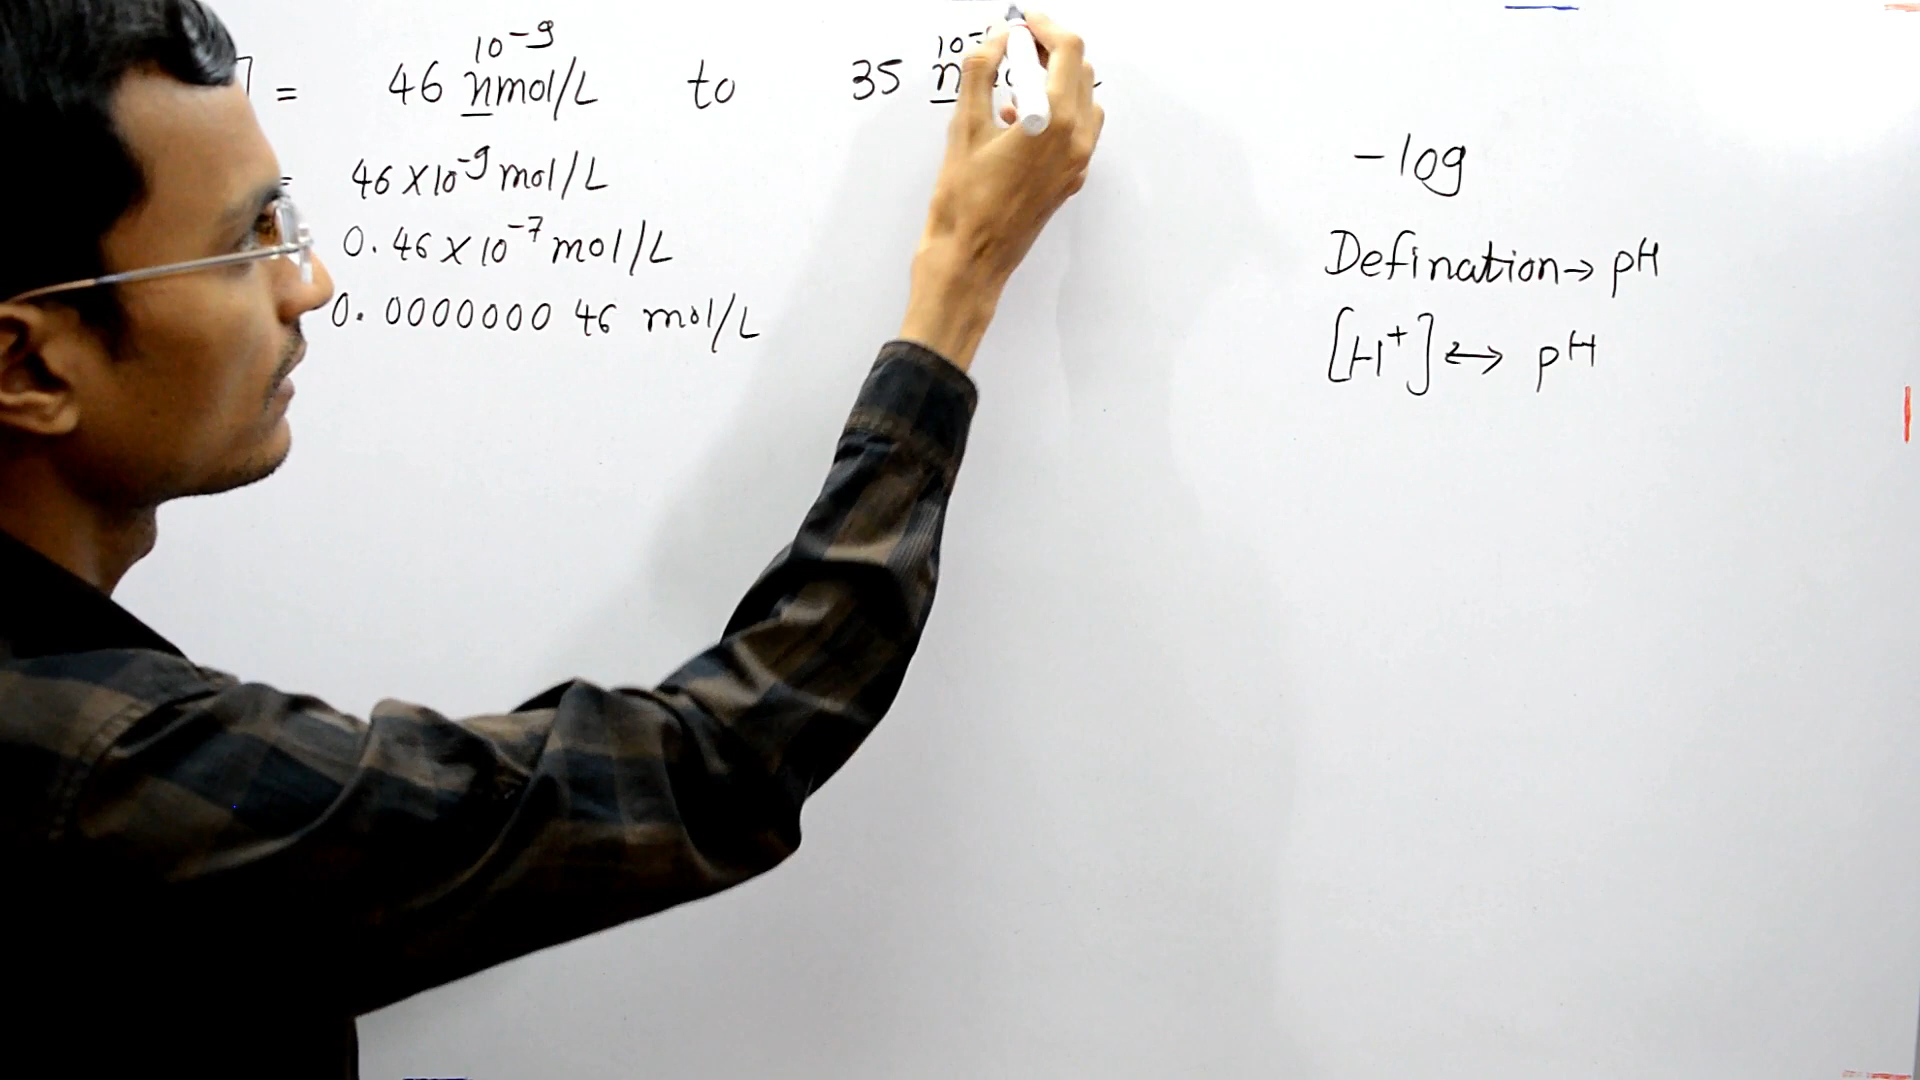 ] = 46 nmol/L to 35 n
10⁻⁹ 10⁻
= 46 x 10⁻⁹ mol/L
0.46 x 10⁻⁷ mol/L
0.0000000 46 mol/L
-log
Defination→ pH
[H⁺]↔ pH